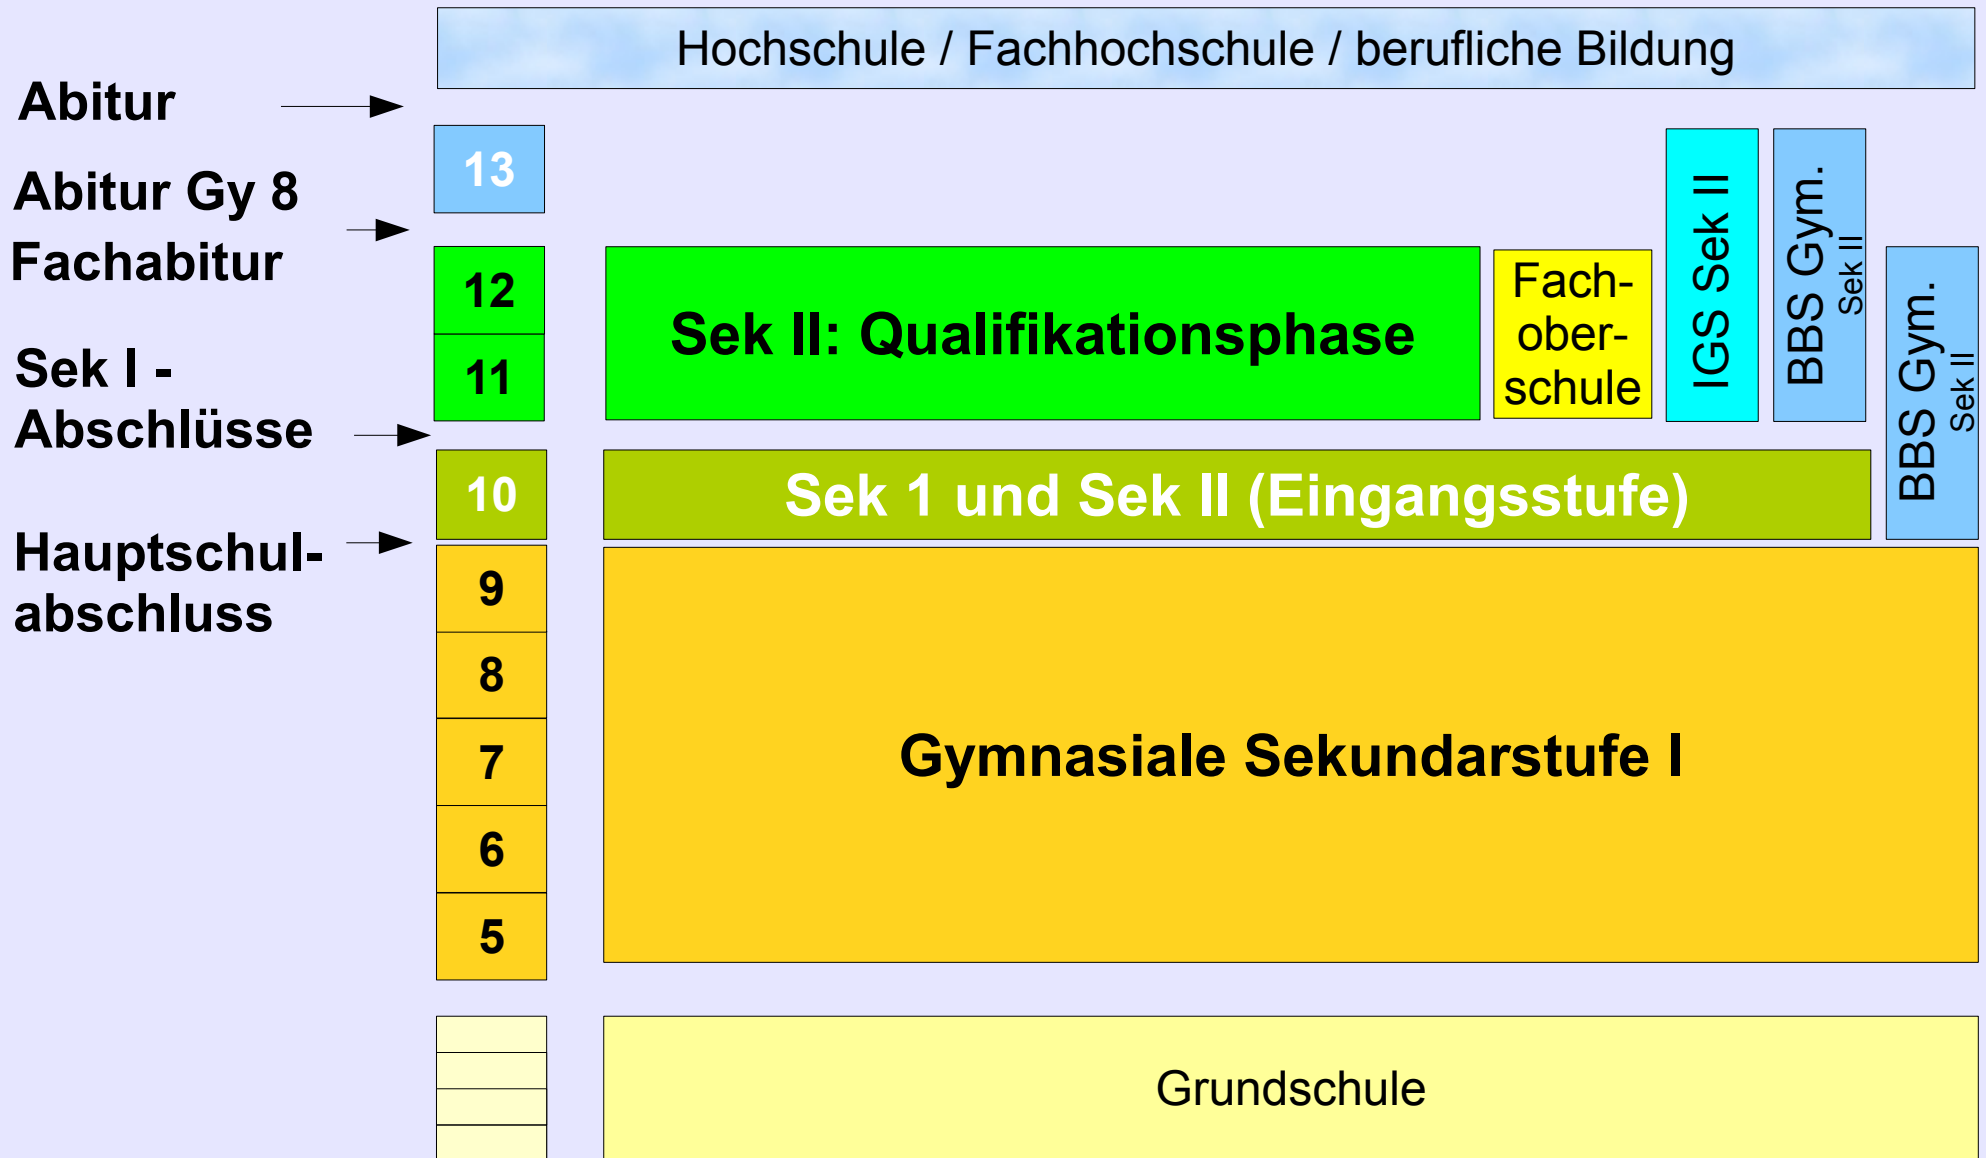 Hochschule / Fachhochschule / berufliche Bildung
Abitur
13
Abitur Gy 8
Fachabitur
12
11
Sek II: Qualifikationsphase
Fach-
ober-
schule
IGS Sek II
BBS Gym.
Sek II
BBS Gym.
Sek II
Sek I -
Abschlüsse
10
Sek 1 und Sek II (Eingangsstufe)
Hauptschul-
abschluss
9
8
7
6
5
Gymnasiale Sekundarstufe I
Grundschule